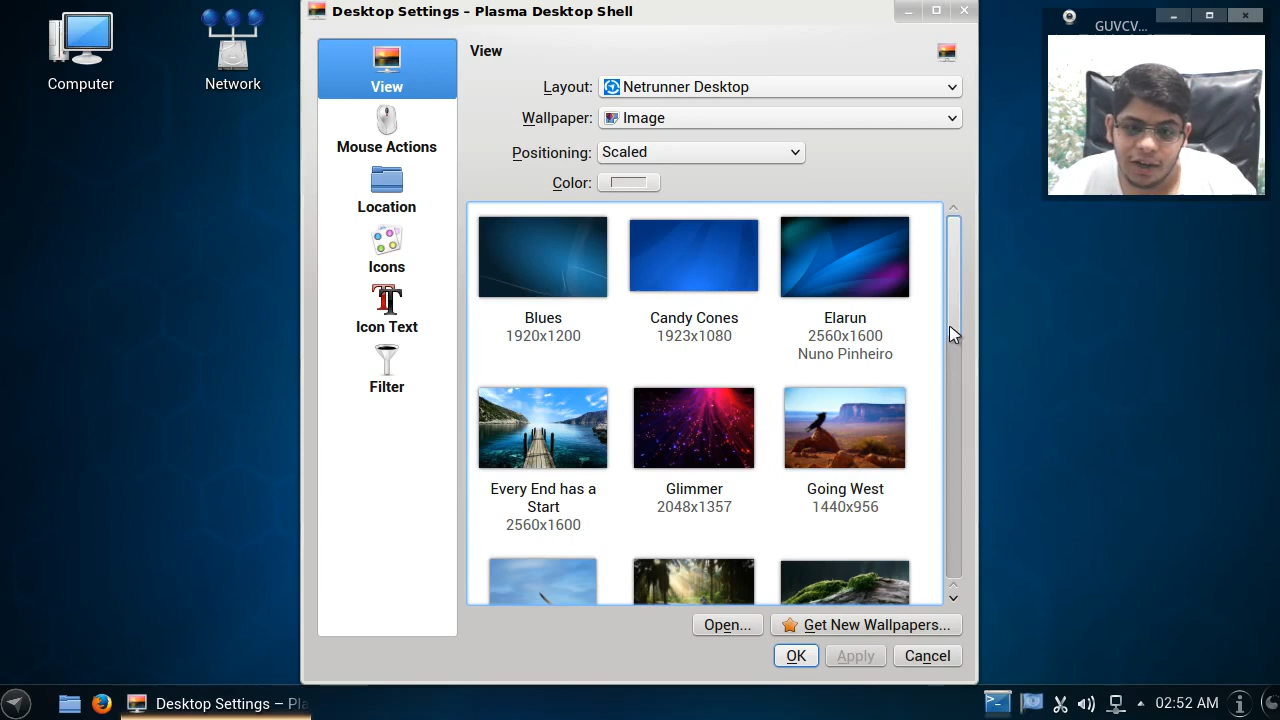 Desktop Settings – Plasma Desktop Shell
GUVCV...
Computer
Network
View
Mouse Actions
Location
Icons
Icon Text
Filter
View
Layout: Netrunner Desktop
Wallpaper: Image
Positioning: Scaled
Color:
Blues
1920x1200
Candy Cones
1923x1080
Elarun
2560x1600
Nuno Pinheiro
Every End has a
Start
2560x1600
Glimmer
2048x1357
Going West
1440x956
Open...
Get New Wallpapers...
OK
Apply
Cancel
Desktop Settings – Pla
02:52 AM